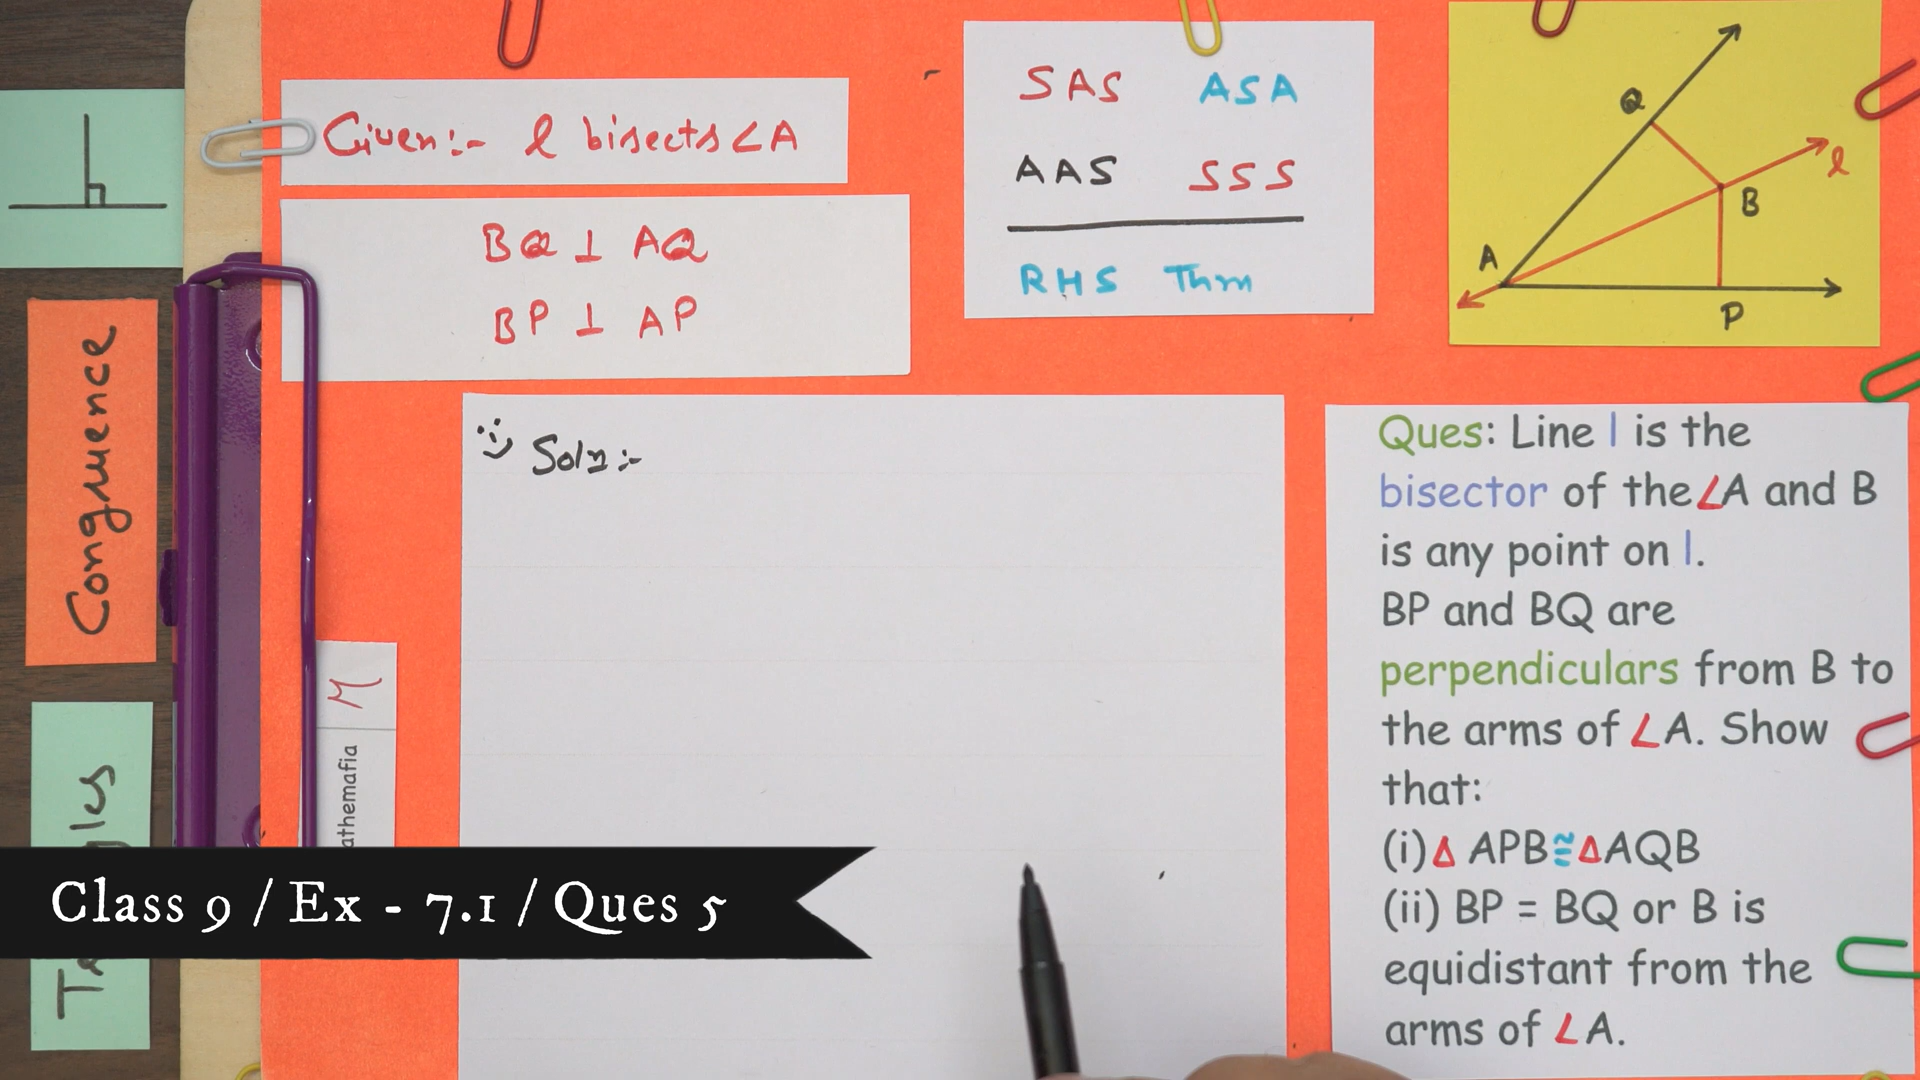 Given:- l bisects ∠A
BQ ⊥ AQ
BP ⊥ AP
SAS ASA
AAS SSS
RHS Thm
Q
l
B
A
P
Congruence
M
athemafia
:) Soln:-
Ques: Line l is the
bisector of the ∠A and B
is any point on l.
BP and BQ are
perpendiculars from B to
the arms of ∠A. Show
that:
(i) Δ APB ≅ Δ AQB
(ii) BP = BQ or B is
equidistant from the
arms of ∠A.
Class 9 / Ex - 7.1 / Ques 5